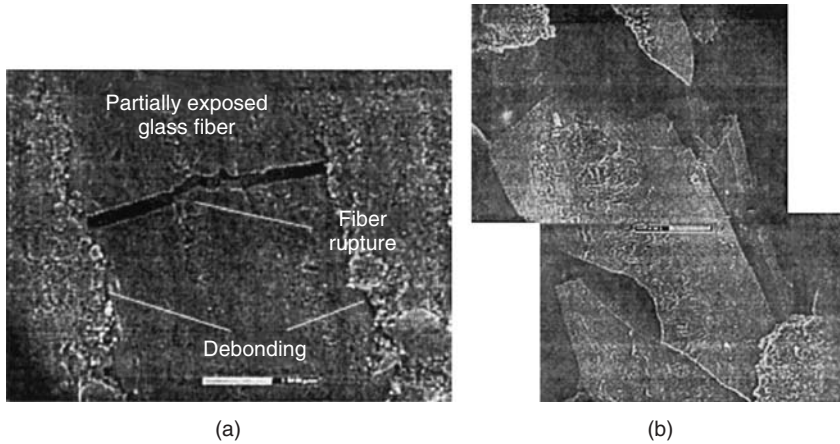 Partially exposed
glass fiber
Fiber
rupture
Debonding
(a)
(b)